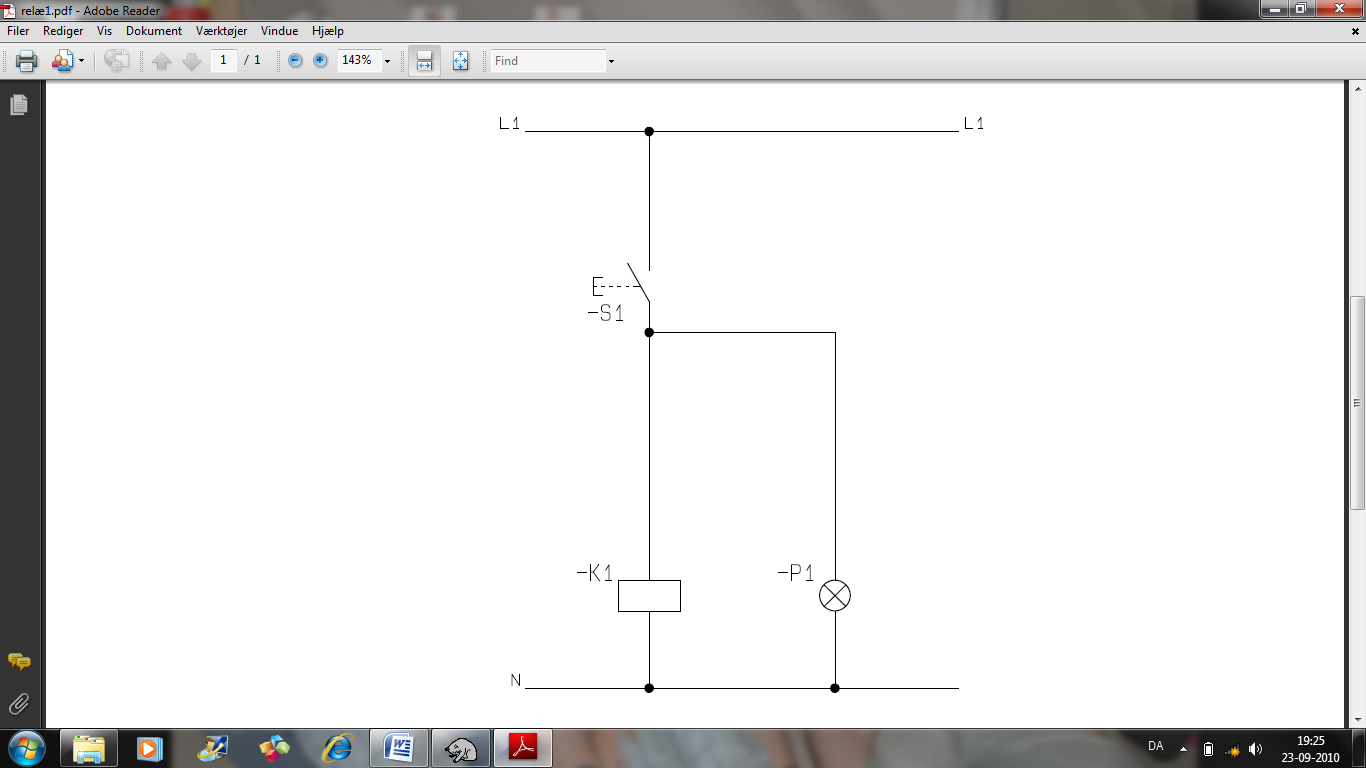 relæ1.pdf - Adobe Reader
Filer Rediger Vis Dokument Værktøjer Vindue Hjælp
1 / 1 143% Find
L1 L1
-S1
-K1 -P1
N
DA 19:25
23-09-2010